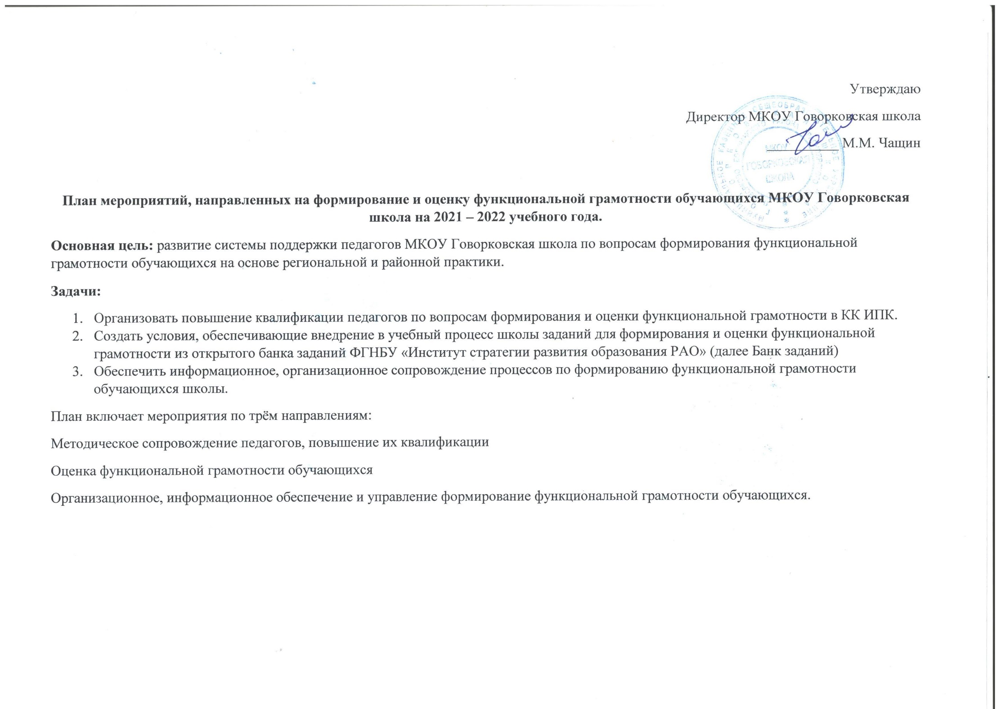 Утверждаю
Директор МКОУ Говорковская школа
М.М. Чащин
МКОУ
ГОВОРКОВСКАЯ
ШКОЛА
План мероприятий, направленных на формирование и оценку функциональной грамотности обучающихся МКОУ Говорковская
школа на 2021 – 2022 учебного года.
Основная цель: развитие системы поддержки педагогов МКОУ Говорковская школа по вопросам формирования функциональной
грамотности обучающихся на основе региональной и районной практики.
Задачи:
1. Организовать повышение квалификации педагогов по вопросам формирования и оценки функциональной грамотности в КК ИПК.
2. Создать условия, обеспечивающие внедрение в учебный процесс школы заданий для формирования и оценки функциональной
грамотности из открытого банка заданий ФГНБУ «Институт стратегии развития образования РАО» (далее Банк заданий)
3. Обеспечить информационное, организационное сопровождение процессов по формированию функциональной грамотности
обучающихся школы.
План включает мероприятия по трём направлениям:
Методическое сопровождение педагогов, повышение их квалификации
Оценка функциональной грамотности обучающихся
Организационное, информационное обеспечение и управление формирование функциональной грамотности обучающихся.